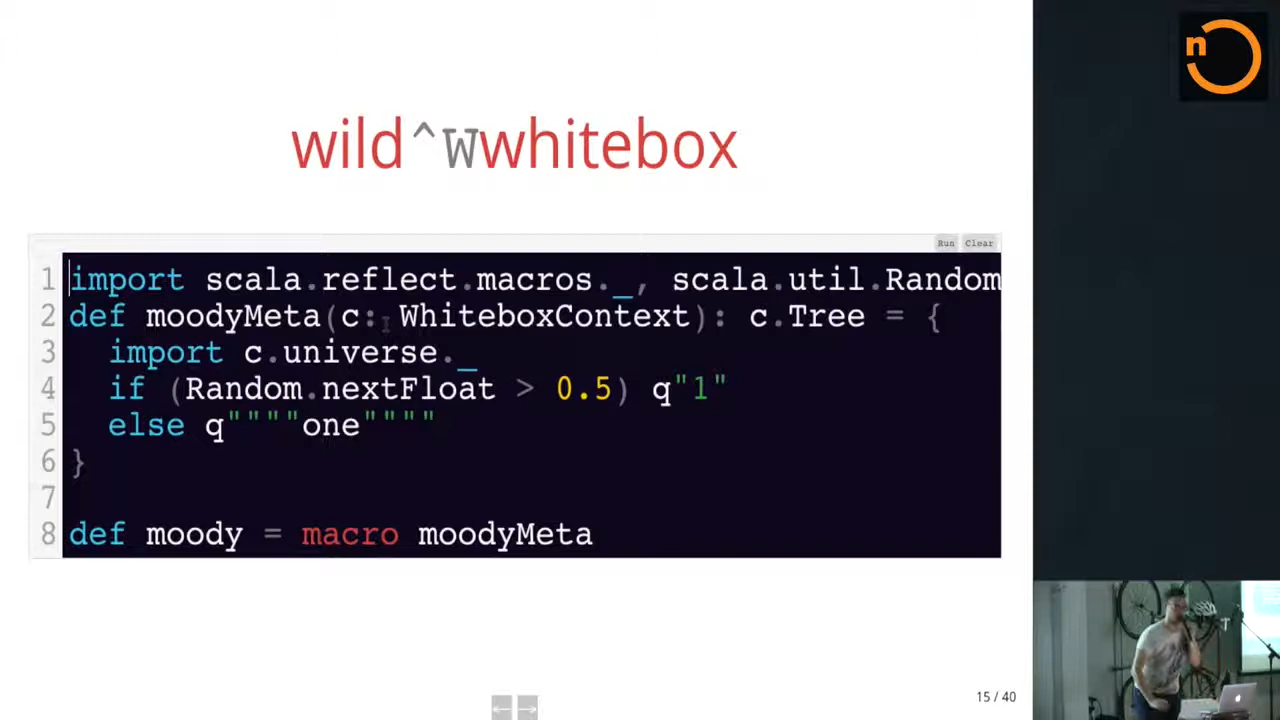 n
wild^Wwhitebox
Run Clear
1 import scala.reflect.macros._, scala.util.Random
2 def moodyMeta(c: WhiteboxContext): c.Tree = {
3 import c.universe._
4 if (Random.nextFloat > 0.5) q"1"
5 else q""""one""""
6 }
7
8 def moody = macro moodyMeta
15 / 40